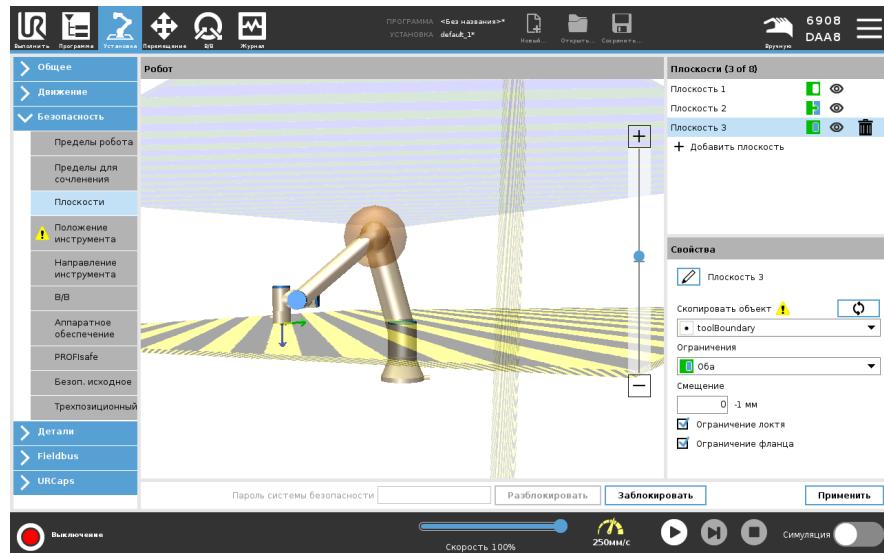 ПРОГРАММА <Без названия>*
УСТАНОВКА default_1*
Выполнить
Программа
Установка
Перемещение
В/В
Журнал
Новый...
Открыть...
Сохранить...
Вручную
6908
DAA8
Общее
Движение
Безопасность
Пределы робота
Пределы для
сочленения
Плоскости
Положение
инструмента
Направление
инструмента
В/В
Аппаратное
обеспечение
PROFIsafe
Безоп. исходное
Трехпозиционный
Детали
Fieldbus
URCaps
Робот
Плоскости (3 of 8)
Плоскость 1
Плоскость 2
Плоскость 3
Добавить плоскость
Свойства
Плоскость 3
Скопировать объект
toolBoundary
Ограничения
Оба
Смещение
0 -1 мм
Ограничение локтя
Ограничение фланца
Пароль системы безопасности
Разблокировать
Заблокировать
Применить
Выключение
Скорость 100%
250мм/с
Симуляция